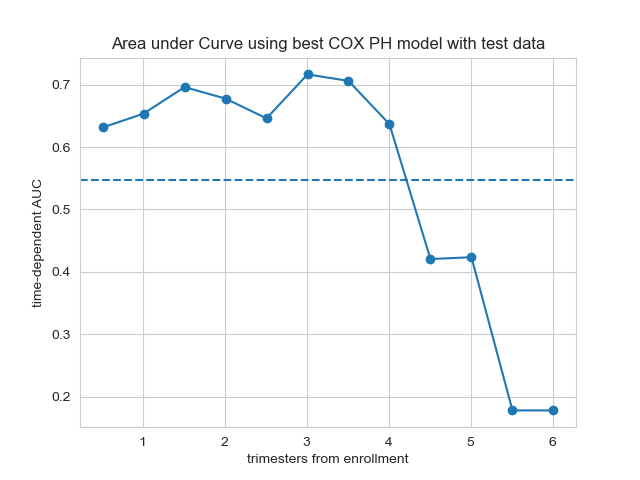 Area under Curve using best COX PH model with test data
time-dependent AUC
0.7
0.6
0.5
0.4
0.3
0.2
1 2 3 4 5 6
trimesters from enrollment